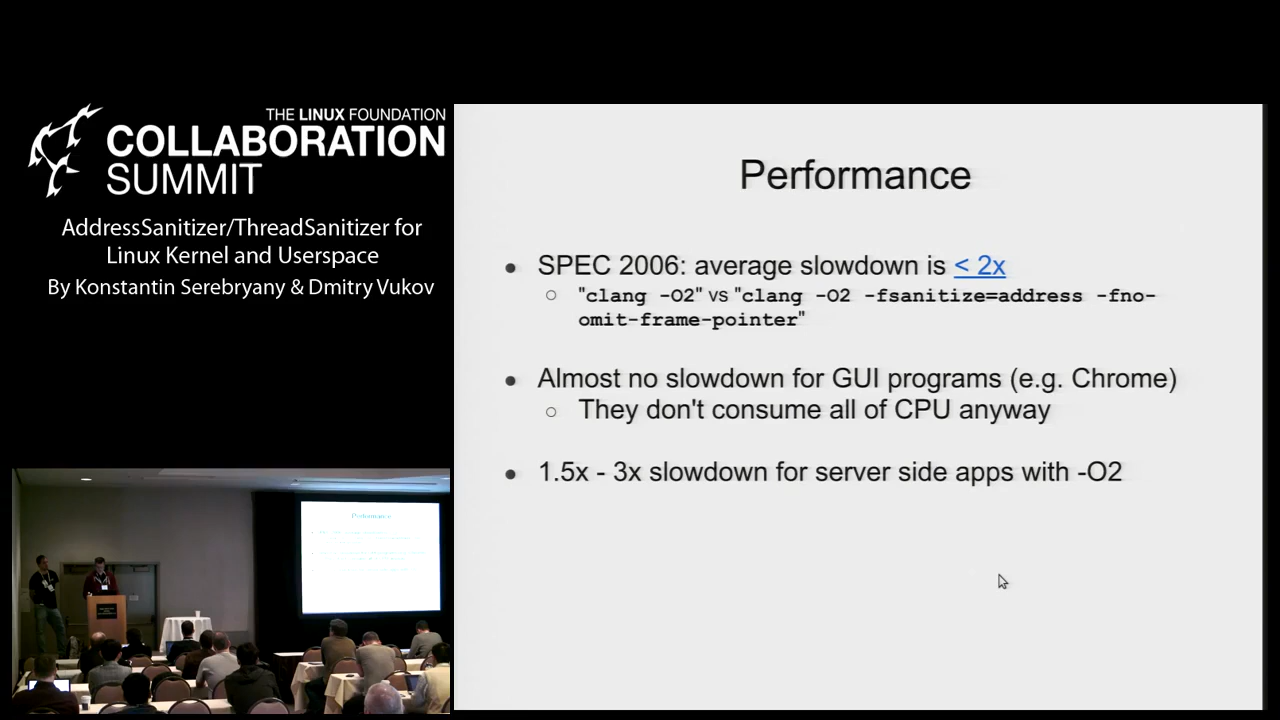 THE LINUX FOUNDATION
COLLABORATION
SUMMIT
AddressSanitizer/ThreadSanitizer for
Linux Kernel and Userspace
By Konstantin Serebryany & Dmitry Vukov
Performance
● SPEC 2006: average slowdown is < 2x
○ "clang -O2" vs "clang -O2 -fsanitize=address -fno-
omit-frame-pointer"
● Almost no slowdown for GUI programs (e.g. Chrome)
○ They don't consume all of CPU anyway
● 1.5x - 3x slowdown for server side apps with -O2
Performance